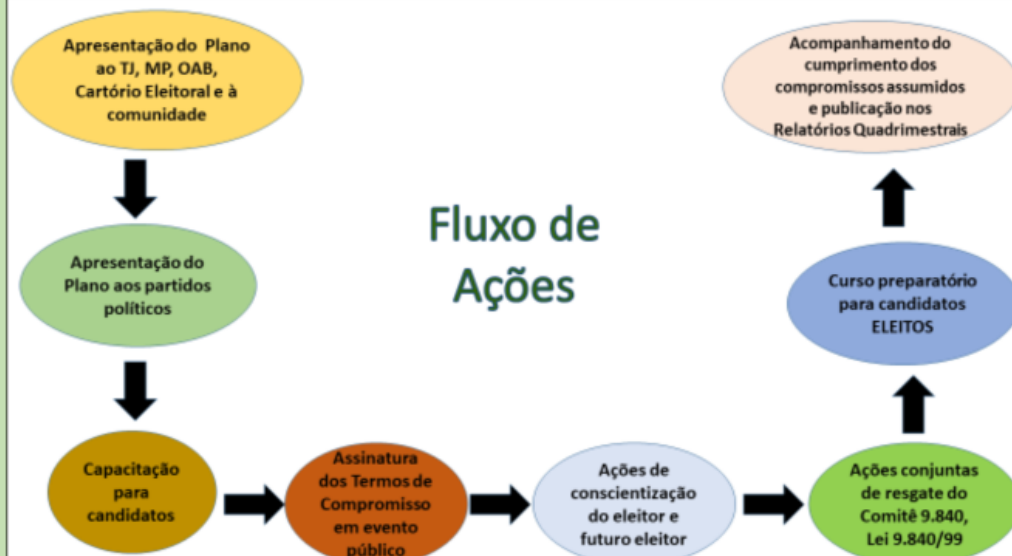 Apresentação do Plano
ao TJ, MP, OAB,
Cartório Eleitoral e à
comunidade
Apresentação do
Plano aos partidos
políticos
Capacitação
para
candidatos
Assinatura
dos Termos de
Compromisso
em evento
público
Ações de
conscientização
do eleitor e
futuro eleitor
Ações conjuntas
de resgate do
Comitê 9.840,
Lei 9.840/99
Curso preparatório
para candidatos
ELEITOS
Acompanhamento do
cumprimento dos
compromissos assumidos
e publicação nos
Relatórios Quadrimestrais
Fluxo de
Ações